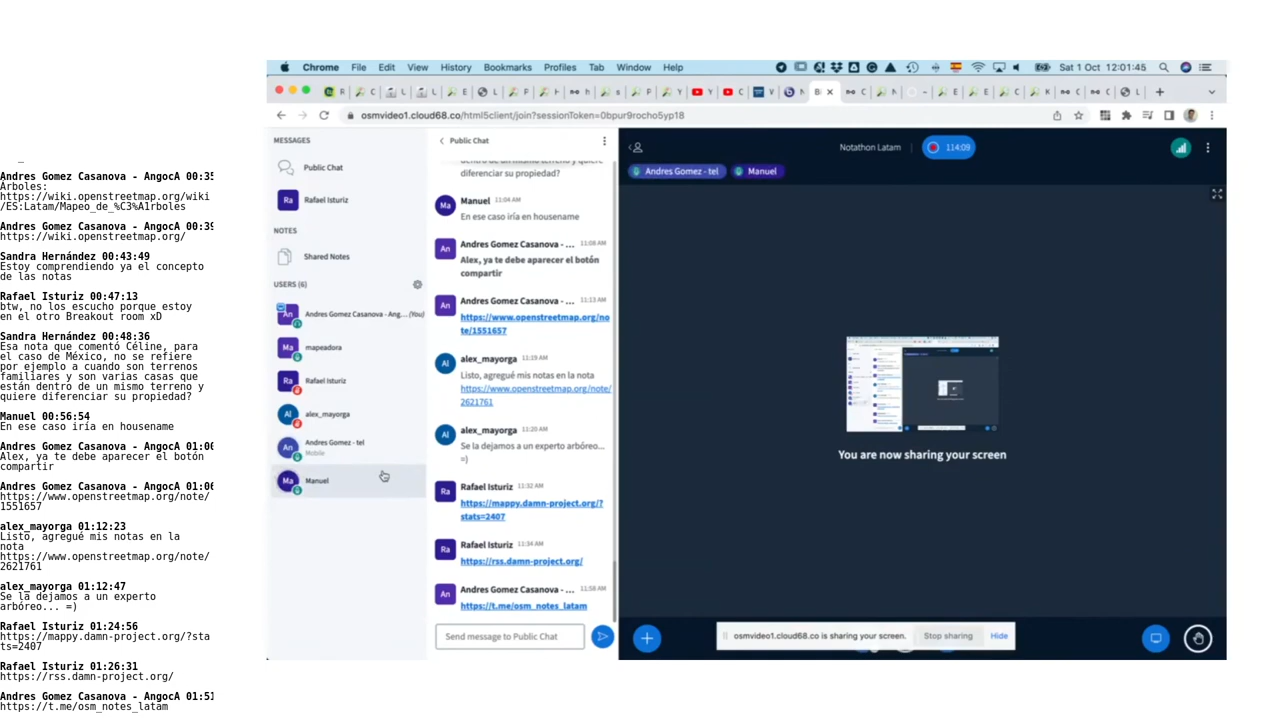 Andres Gomez Casanova - AngocA 00:35
Árboles:
https://wiki.openstreetmap.org/wiki
/ES:Latam/Mapeo_de_%C3%A1rboles
Andres Gomez Casanova - AngocA 00:39
https://wiki.openstreetmap.org/
Sandra Hernández 00:43:49
Estoy comprendiendo ya el concepto
de las notas
Rafael Isturiz 00:47:13
btw, no los escucho porque estoy
en el otro Breakout room xD
Sandra Hernández 00:48:36
Esa nota que comentó Céline, para
el caso de México, no se refiere
por ejemplo a cuando son terrenos
familiares y son varias casas que
están dentro de un mismo terreno y
quiere diferenciar su propiedad?
Manuel 00:56:54
En ese caso iría en housename
Andres Gomez Casanova - AngocA 01:00
Alex, ya te debe aparecer el botón
compartir
Andres Gomez Casanova - AngocA 01:06
https://www.openstreetmap.org/note/
1551657
alex_mayorga 01:12:23
Listo, agregué mis notas en la
nota
https://www.openstreetmap.org/note/
2621761
alex_mayorga 01:12:47
Se la dejamos a un experto
arbóreo... =)
Rafael Isturiz 01:24:56
https://mappy.damn-project.org/?sta
ts=2407
Rafael Isturiz 01:26:31
https://rss.damn-project.org/
Andres Gomez Casanova - AngocA 01:51
https://t.me/osm_notes_latam
Chrome File Edit View History Bookmarks Profiles Tab Window Help Sat 1 Oct 12:01:45
osmvideo1.cloud68.co/html5client/join?sessionToken=0bpur9rocho5yp18
MESSAGES
Public Chat
Ra Rafael Isturiz
NOTES
Shared Notes
USERS (6)
An Andres Gomez Casanova - Ang... (You)
Ma mapeadora
Ra Rafael Isturiz
Al alex_mayorga
An Andres Gomez - tel
Mobile
Ma Manuel
Public Chat
dentro de un mismo terreno y quiere
diferenciar su propiedad?
Ma Manuel 11:04 AM
En ese caso iría en housename
An Andres Gomez Casanova - ... 11:08 AM
Alex, ya te debe aparecer el botón
compartir
An Andres Gomez Casanova - ... 11:13 AM
https://www.openstreetmap.org/no
te/1551657
Al alex_mayorga 11:19 AM
Listo, agregué mis notas en la nota
https://www.openstreetmap.org/note/
2621761
Al alex_mayorga 11:20 AM
Se la dejamos a un experto arbóreo...
=)
Ra Rafael Isturiz 11:32 AM
https://mappy.damn-project.org/?
stats=2407
Ra Rafael Isturiz 11:34 AM
https://rss.damn-project.org/
An Andres Gomez Casanova - ... 11:58 AM
https://t.me/osm_notes_latam
Send message to Public Chat
Notathon Latam 114:09
Andres Gomez - tel Manuel
You are now sharing your screen
osmvideo1.cloud68.co is sharing your screen. Stop sharing Hide